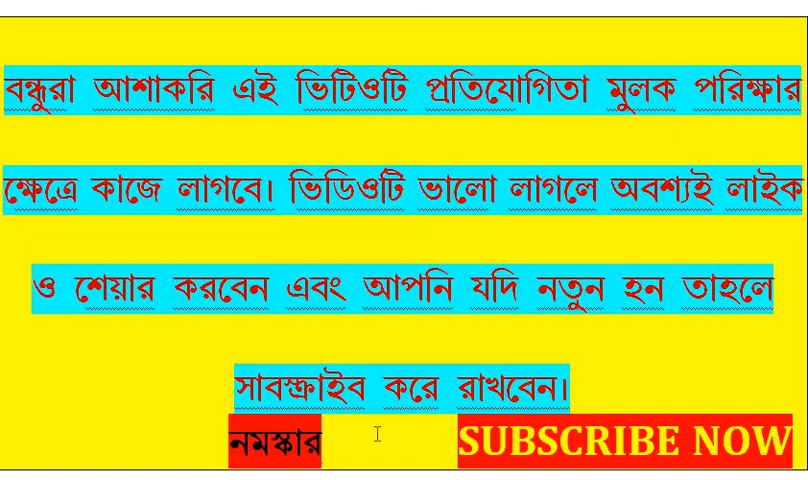 বন্ধুরা আশাকরি এই ভিটিওটি প্রতিযোগিতা মুলক পরিক্ষার
ক্ষেত্রে কাজে লাগবে। ভিডিওটি ভালো লাগলে অবশ্যই লাইক
ও শেয়ার করবেন এবং আপনি যদি নতুন হন তাহলে
সাবস্ক্রাইব করে রাখবেন।
নমস্কার SUBSCRIBE NOW